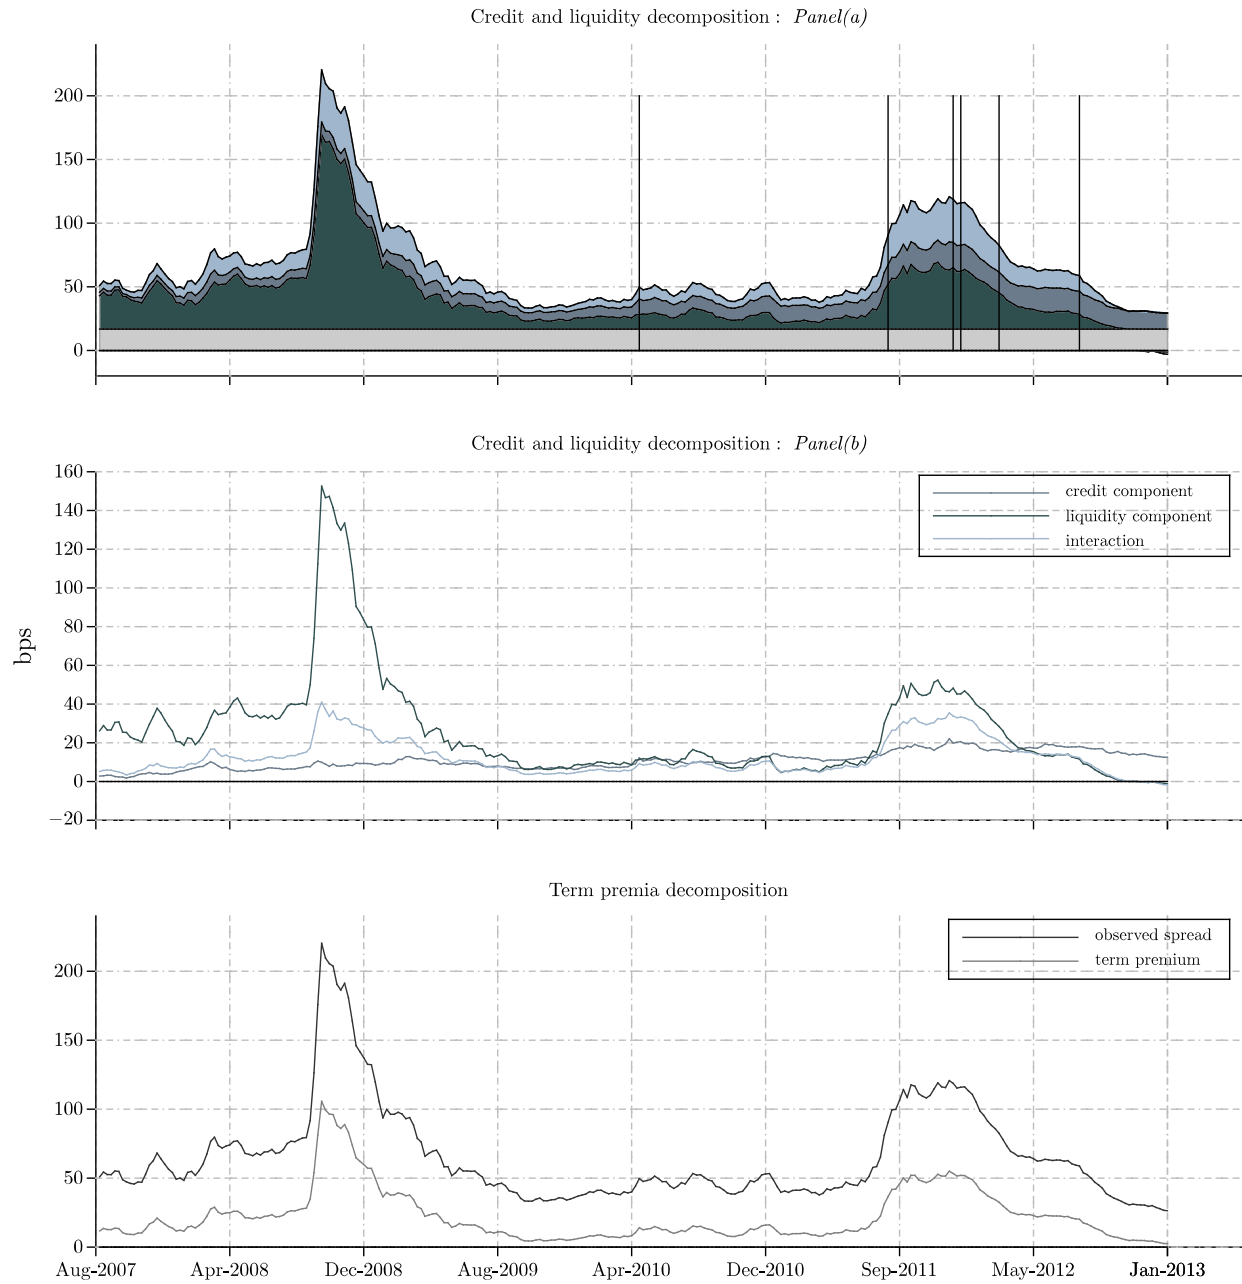 Credit and liquidity decomposition : Panel(a)
200
150
100
50
0
Credit and liquidity decomposition : Panel(b)
160
140
120
100
80
60
40
20
0
−20
bps
credit component
liquidity component
interaction
Term premia decomposition
200
150
100
50
0
observed spread
term premium
Aug-2007 Apr-2008 Dec-2008 Aug-2009 Apr-2010 Dec-2010 Sep-2011 May-2012 Jan-2013